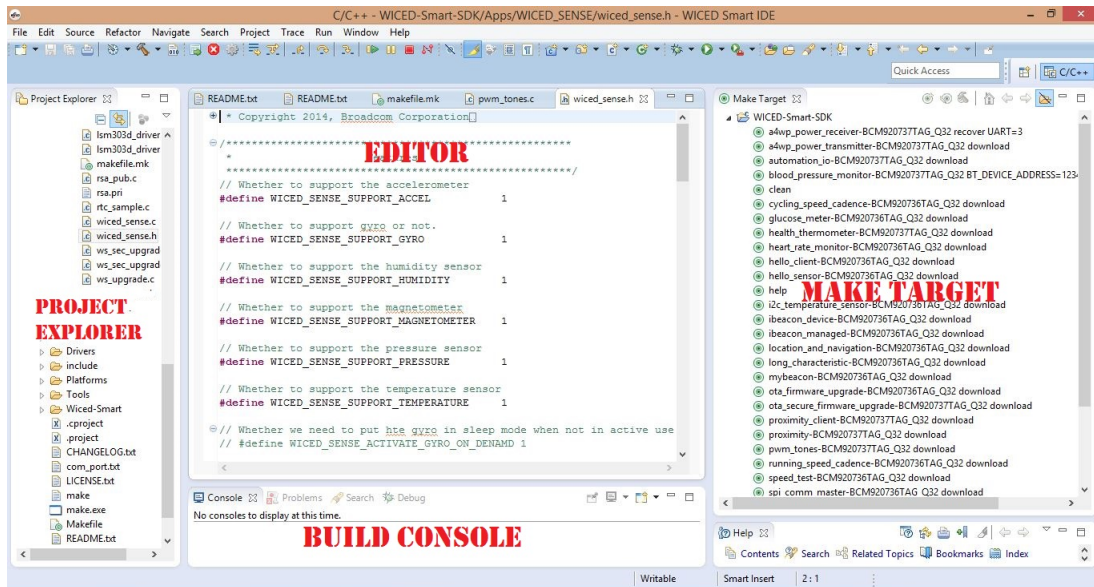 C/C++ - WICED-Smart-SDK/Apps/WICED_SENSE/wiced_sense.h - WICED Smart IDE
File Edit Source Refactor Navigate Search Project Trace Run Window Help
Quick Access
C/C++
Project Explorer
lsm303d_driver
lsm303d_driver
makefile.mk
rsa_pub.c
rsa.pri
rtc_sample.c
wiced_sense.c
wiced_sense.h
ws_sec_upgrad
ws_sec_upgrad
ws_upgrade.c
PROJECT
EXPLORER
Drivers
include
Platforms
Tools
Wiced-Smart
.cproject
.project
CHANGELOG.txt
com_port.txt
LICENSE.txt
make
make.exe
Makefile
README.txt
README.txt README.txt makefile.mk pwm_tones.c wiced_sense.h
* Copyright 2014, Broadcom Corporation
EDITOR
// Whether to support the accelerometer
#define WICED_SENSE_SUPPORT_ACCEL 1
// Whether to support gyro or not.
#define WICED_SENSE_SUPPORT_GYRO 1
// Whether to support the humidity sensor
#define WICED_SENSE_SUPPORT_HUMIDITY 1
// Whether to support the magnetometer
#define WICED_SENSE_SUPPORT_MAGNETOMETER 1
// Whether to support the pressure sensor
#define WICED_SENSE_SUPPORT_PRESSURE 1
// Whether to support the temperature sensor
#define WICED_SENSE_SUPPORT_TEMPERATURE 1
// Whether we need to put hte gyro in sleep mode when not in active use
// #define WICED_SENSE_ACTIVATE_GYRO_ON_DENAMD 1
Console Problems Search Debug
No consoles to display at this time.
BUILD CONSOLE
Make Target
WICED-Smart-SDK
a4wp_power_receiver-BCM920737TAG_Q32 recover UART=3
a4wp_power_transmitter-BCM920737TAG_Q32 download
automation_io-BCM920737TAG_Q32 download
blood_pressure_monitor-BCM920737TAG_Q32 BT_DEVICE_ADDRESS=1234
clean
cycling_speed_cadence-BCM920736TAG_Q32 download
glucose_meter-BCM920736TAG_Q32 download
health_thermometer-BCM920737TAG_Q32 download
heart_rate_monitor-BCM920736TAG_Q32 download
hello_client-BCM920736TAG_Q32 download
hello_sensor-BCM920736TAG_Q32 download
help
MAKE TARGET
i2c_temperature_sensor-BCM920736TAG_Q32 download
ibeacon_device-BCM920736TAG_Q32 download
ibeacon_managed-BCM920736TAG_Q32 download
location_and_navigation-BCM920736TAG_Q32 download
long_characteristic-BCM920736TAG_Q32 download
mybeacon-BCM920736TAG_Q32 download
ota_firmware_upgrade-BCM920736TAG_Q32 download
ota_secure_firmware_upgrade-BCM920737TAG_Q32 download
proximity_client-BCM920736TAG_Q32 download
proximity-BCM920737TAG_Q32 download
pwm_tones-BCM920736TAG_Q32 download
running_speed_cadence-BCM920736TAG_Q32 download
speed_test-BCM920736TAG_Q32 download
spi_comm_master-BCM920736TAG_Q32 download
Help
Contents Search Related Topics Bookmarks Index
Writable Smart Insert 2 : 1